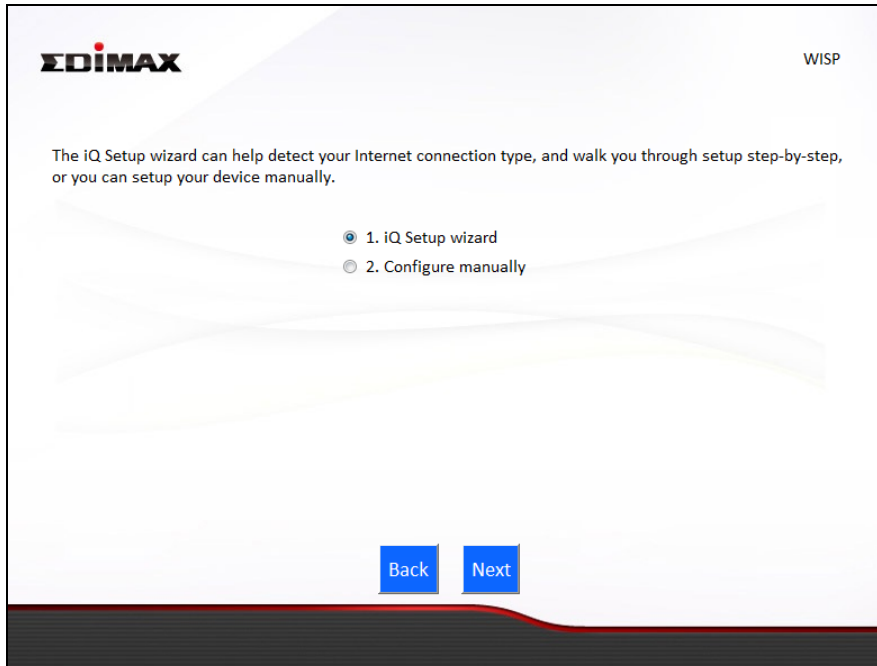 EDIMAX
WISP
The iQ Setup wizard can help detect your Internet connection type, and walk you through setup step-by-step,
or you can setup your device manually.
1. iQ Setup wizard
2. Configure manually
Back
Next